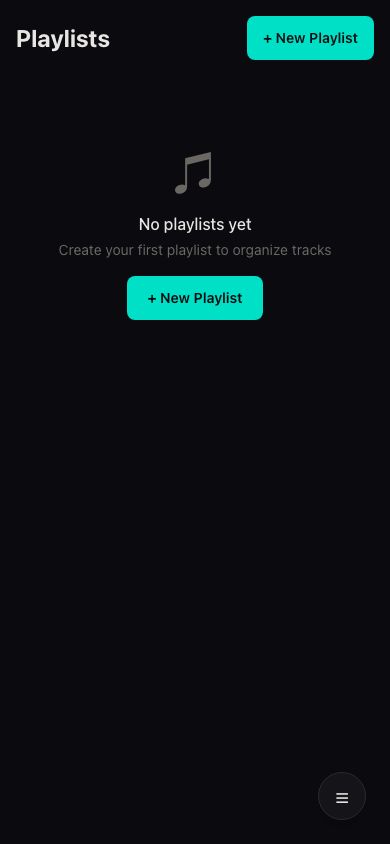 Playlists
+ New Playlist
No playlists yet
Create your first playlist to organize tracks
+ New Playlist